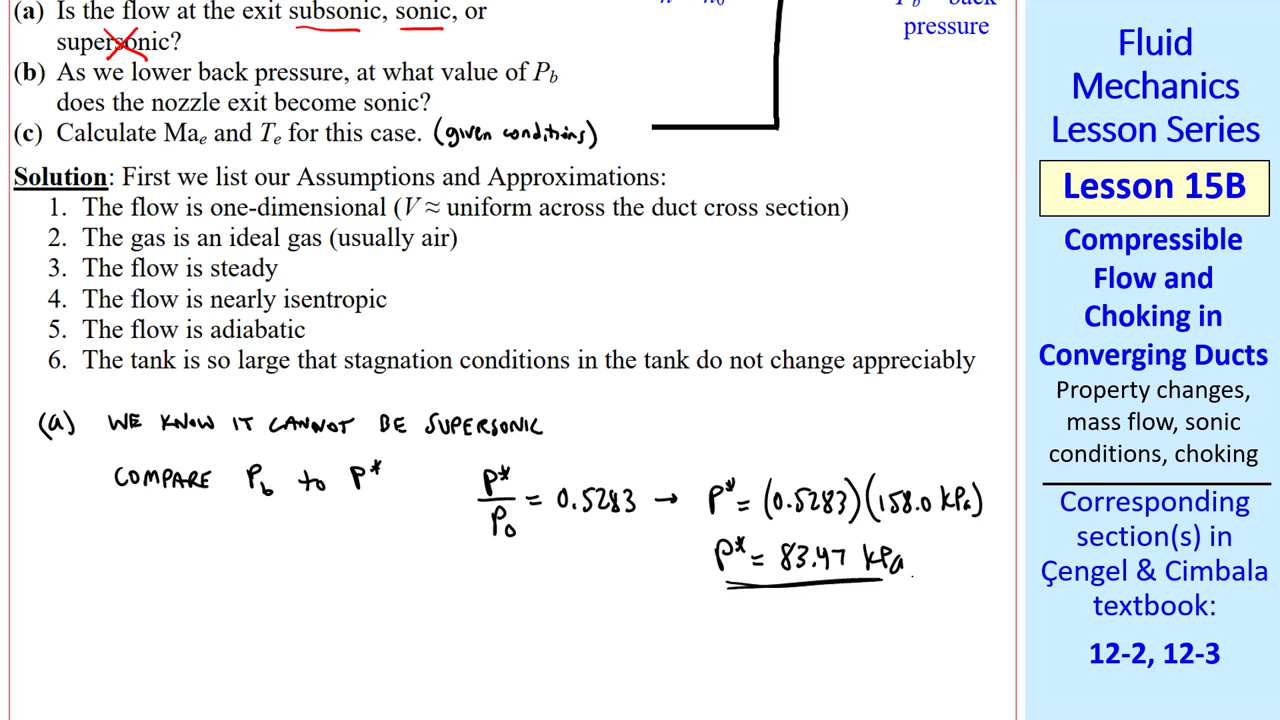 (a) Is the flow at the exit subsonic, sonic, or
supersonic?
(b) As we lower back pressure, at what value of Pb
does the nozzle exit become sonic?
(c) Calculate Mae and Te for this case. (given conditions)
pressure
Solution: First we list our Assumptions and Approximations:
1. The flow is one-dimensional (V ≈ uniform across the duct cross section)
2. The gas is an ideal gas (usually air)
3. The flow is steady
4. The flow is nearly isentropic
5. The flow is adiabatic
6. The tank is so large that stagnation conditions in the tank do not change appreciably
(a) WE KNOW IT CANNOT BE SUPERSONIC
COMPARE Pb to P*
P*/P0 = 0.5283 → P* = (0.5283)(158.0 kPa)
P* = 83.47 kPa
Fluid
Mechanics
Lesson Series
Lesson 15B
Compressible
Flow and
Choking in
Converging Ducts
Property changes,
mass flow, sonic
conditions, choking
Corresponding
section(s) in
Çengel & Cimbala
textbook:
12-2, 12-3